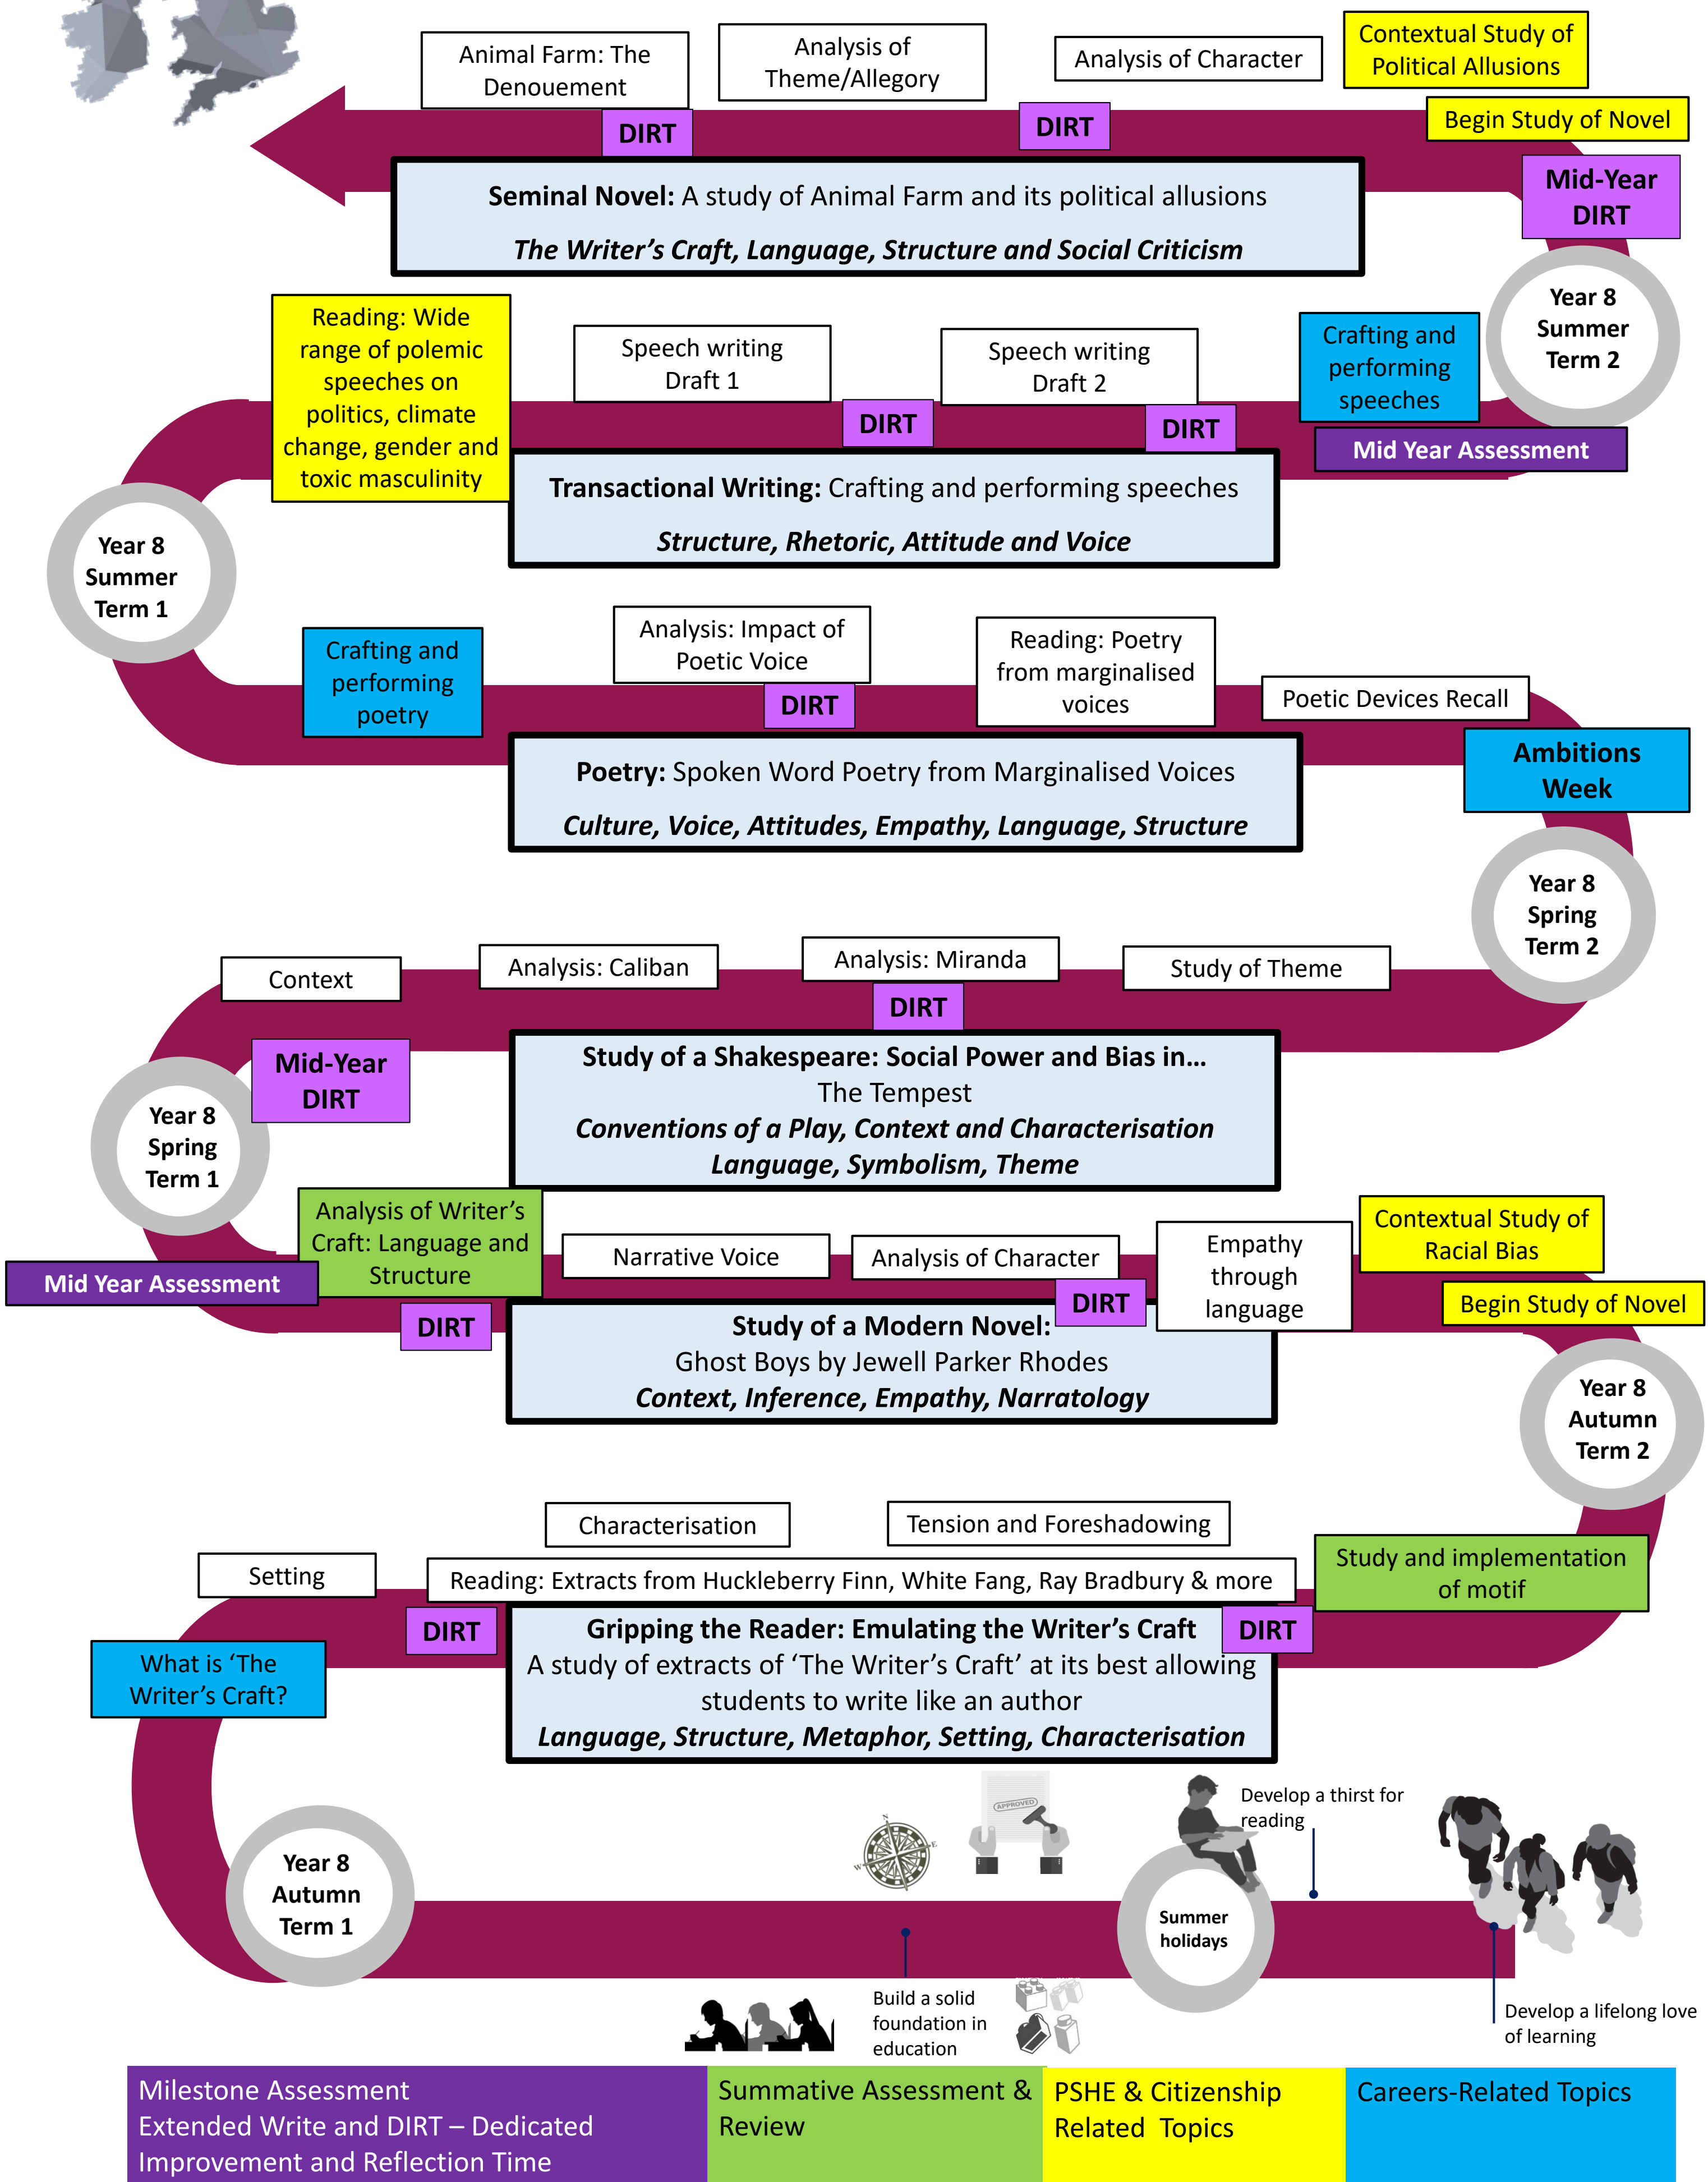 Animal Farm: The
Denouement
Analysis of
Theme/Allegory
Analysis of Character
Contextual Study of
Political Allusions
Begin Study of Novel
DIRT
DIRT
Mid-Year
DIRT
Seminal Novel: A study of Animal Farm and its political allusions
The Writer’s Craft, Language, Structure and Social Criticism
Year 8
Summer
Term 2
Reading: Wide
range of polemic
speeches on
politics, climate
change, gender and
toxic masculinity
Speech writing
Draft 1
Speech writing
Draft 2
Crafting and
performing
speeches
DIRT
DIRT
Mid Year Assessment
Transactional Writing: Crafting and performing speeches
Structure, Rhetoric, Attitude and Voice
Year 8
Summer
Term 1
Crafting and
performing
poetry
Analysis: Impact of
Poetic Voice
Reading: Poetry
from marginalised
voices
Poetic Devices Recall
DIRT
Ambitions
Week
Poetry: Spoken Word Poetry from Marginalised Voices
Culture, Voice, Attitudes, Empathy, Language, Structure
Year 8
Spring
Term 2
Context
Analysis: Caliban
Analysis: Miranda
Study of Theme
DIRT
Mid-Year
DIRT
Study of a Shakespeare: Social Power and Bias in…
The Tempest
Conventions of a Play, Context and Characterisation
Language, Symbolism, Theme
Year 8
Spring
Term 1
Analysis of Writer’s
Craft: Language and
Structure
Narrative Voice
Analysis of Character
Empathy
through
language
Contextual Study of
Racial Bias
Begin Study of Novel
Mid Year Assessment
DIRT
DIRT
Study of a Modern Novel:
Ghost Boys by Jewell Parker Rhodes
Context, Inference, Empathy, Narratology
Year 8
Autumn
Term 2
Characterisation
Tension and Foreshadowing
Setting
Reading: Extracts from Huckleberry Finn, White Fang, Ray Bradbury & more
Study and implementation
of motif
DIRT
DIRT
What is ‘The
Writer’s Craft?
Gripping the Reader: Emulating the Writer’s Craft
A study of extracts of ‘The Writer’s Craft’ at its best allowing
students to write like an author
Language, Structure, Metaphor, Setting, Characterisation
Year 8
Autumn
Term 1
N
E
W
S
APPROVED
Develop a thirst for
reading
Summer
holidays
Build a solid
foundation in
education
Develop a lifelong love
of learning
Milestone Assessment
Extended Write and DIRT – Dedicated
Improvement and Reflection Time
Summative Assessment &
Review
PSHE & Citizenship
Related Topics
Careers-Related Topics